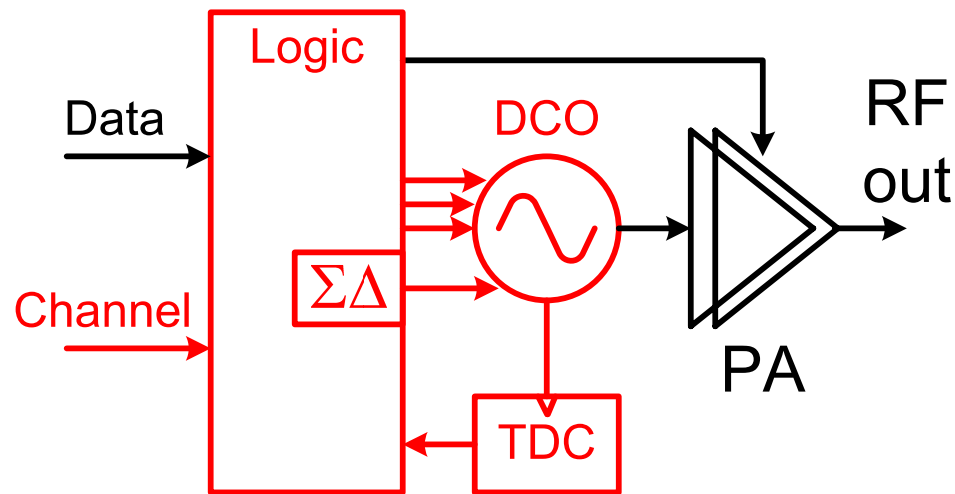 Logic
Data
DCO
RF
out
ΣΔ
Channel
PA
TDC